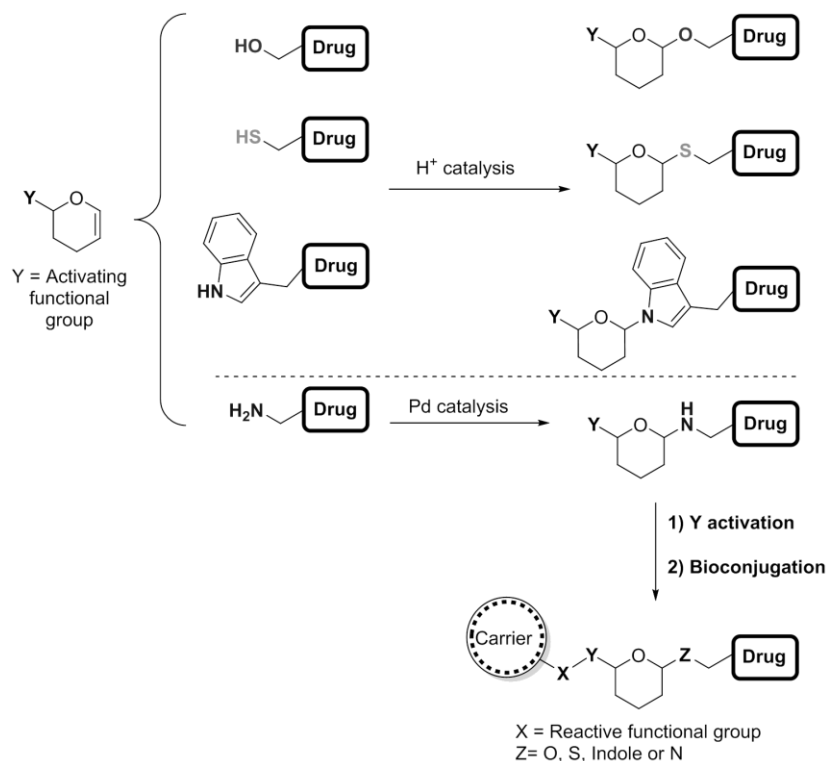 HO
Drug
Y
O
O
Drug
HS
Drug
H+ catalysis
Y
O
S
Drug
Y
O
Y = Activating
functional
group
HN
Drug
Drug
Y
O
N
H2N
Drug
Pd catalysis
Y
O
H
N
Drug
1) Y activation
2) Bioconjugation
Carrier
X
Y
O
Z
Drug
X = Reactive functional group
Z= O, S, Indole or N